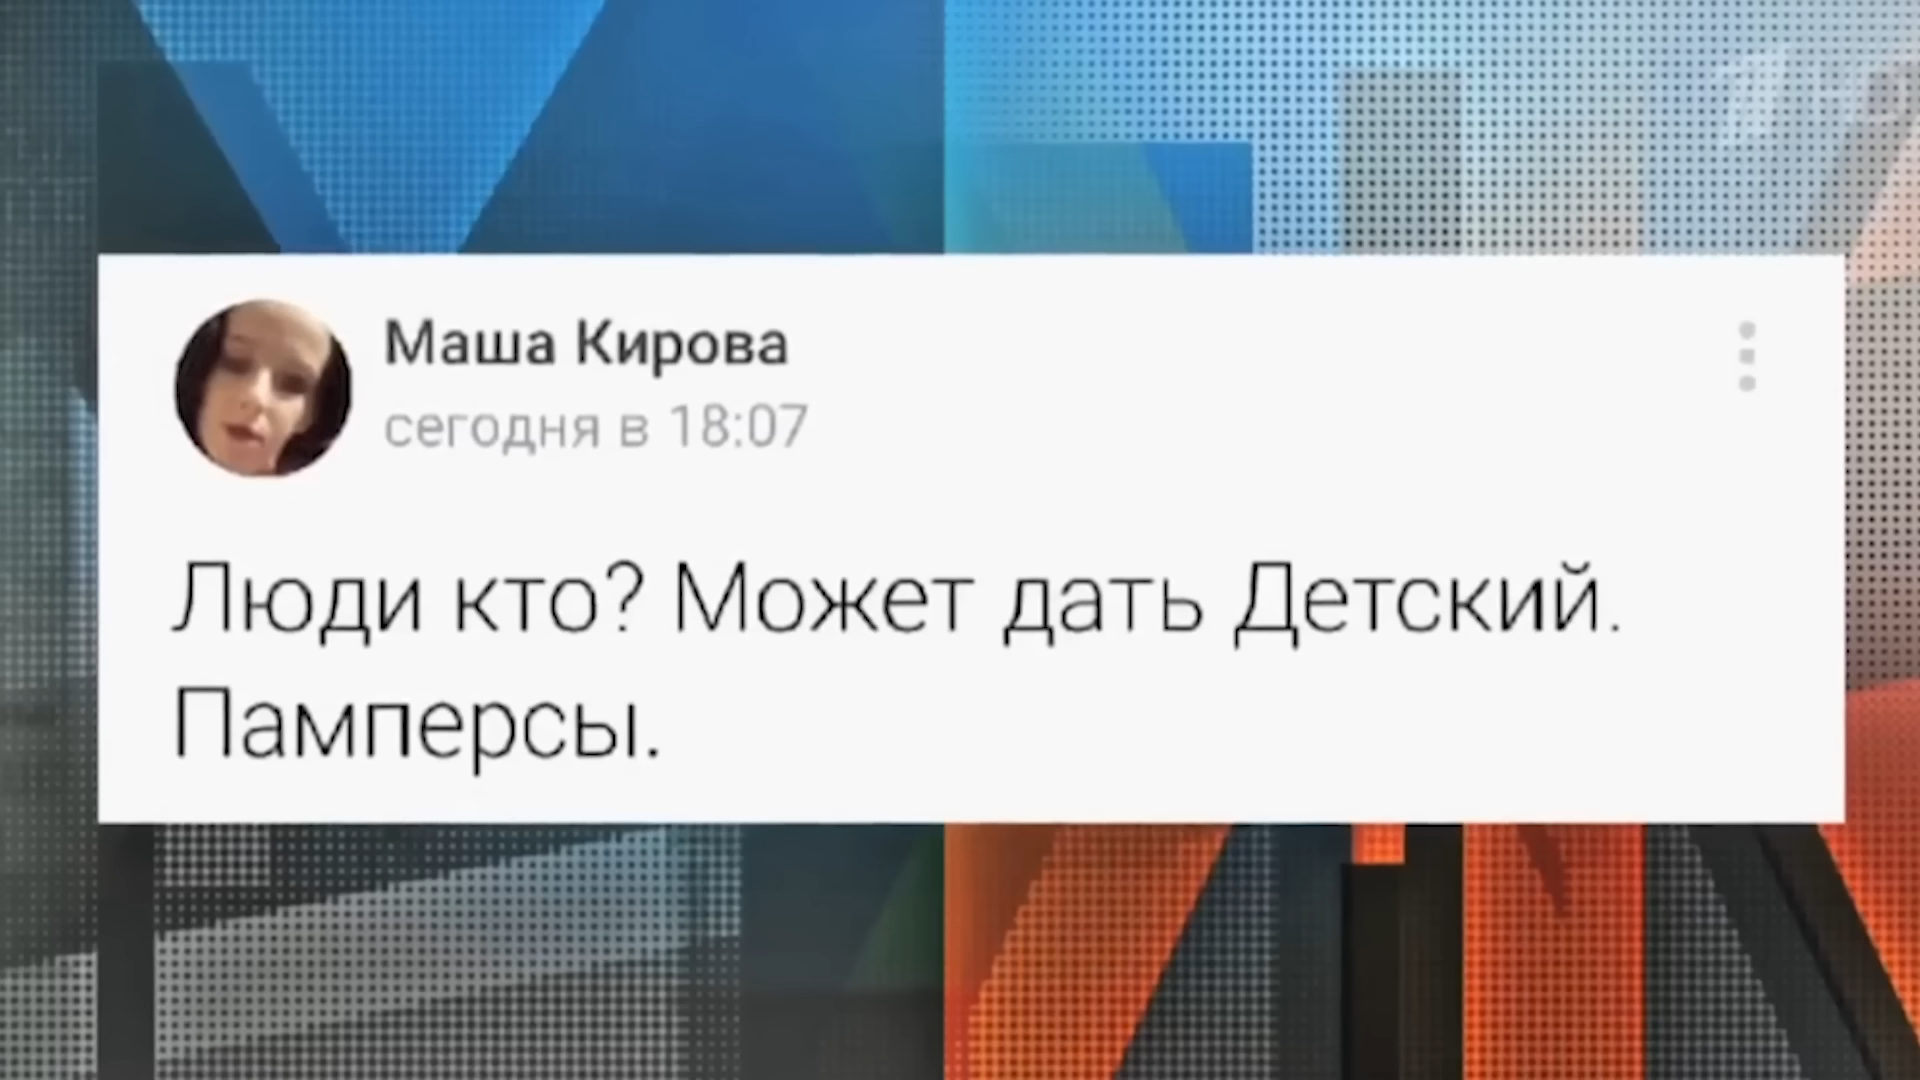 Маша Кирова
сегодня в 18:07
Люди кто? Может дать Детский.
Памперсы.